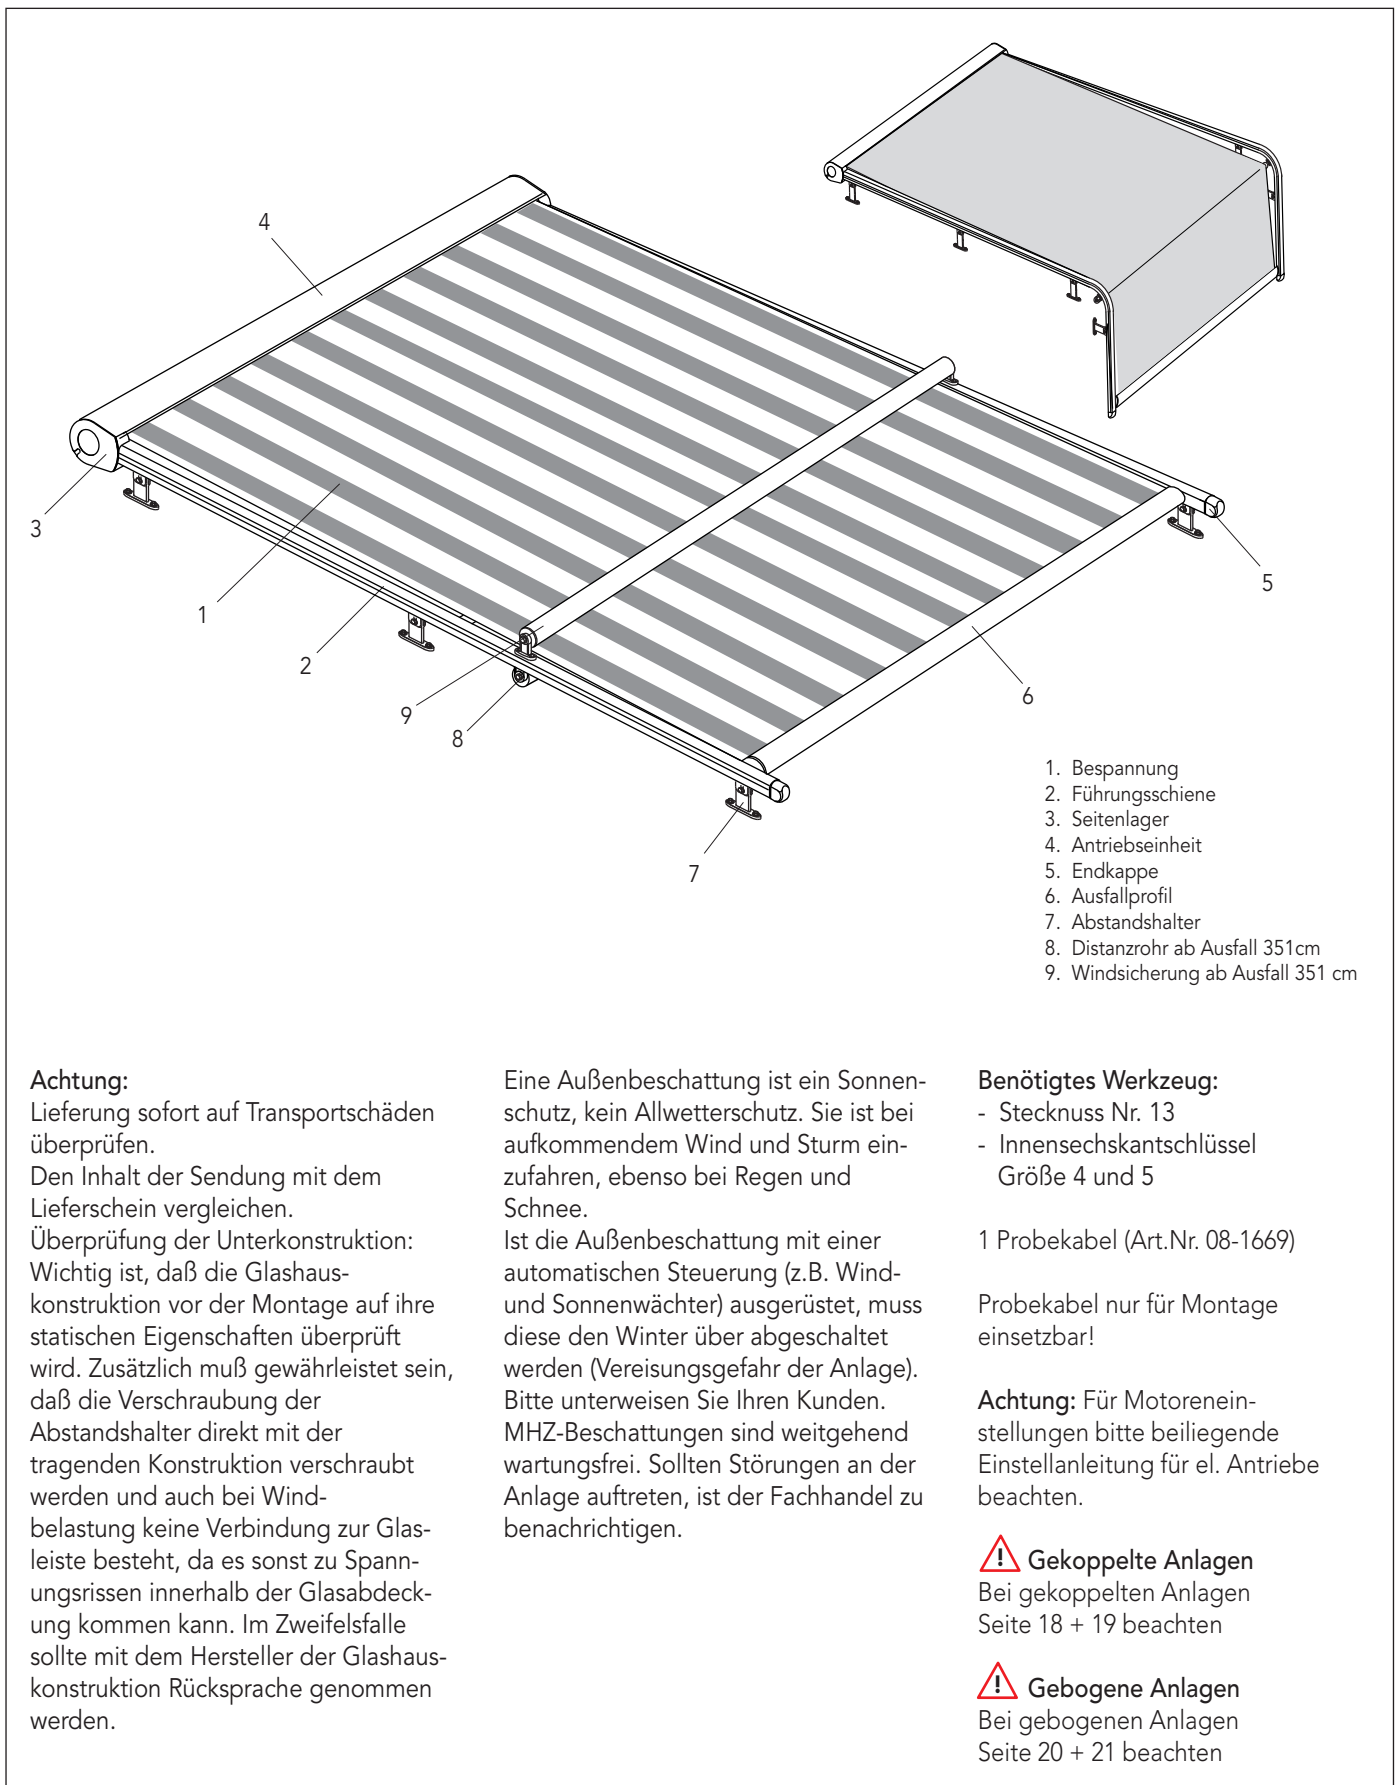 4
3
1
2
9
8
7
6
5
1. Bespannung
2. Führungsschiene
3. Seitenlager
4. Antriebseinheit
5. Endkappe
6. Ausfallprofil
7. Abstandshalter
8. Distanzrohr ab Ausfall 351cm
9. Windsicherung ab Ausfall 351 cm
Achtung:
Lieferung sofort auf Transportschäden
überprüfen.
Den Inhalt der Sendung mit dem
Lieferschein vergleichen.
Überprüfung der Unterkonstruktion:
Wichtig ist, daß die Glashaus-
konstruktion vor der Montage auf ihre
statischen Eigenschaften überprüft
wird. Zusätzlich muß gewährleistet sein,
daß die Verschraubung der
Abstandshalter direkt mit der
tragenden Konstruktion verschraubt
werden und auch bei Wind-
belastung keine Verbindung zur Glas-
leiste besteht, da es sonst zu Spann-
ungsrissen innerhalb der Glasabdeck-
ung kommen kann. Im Zweifelsfalle
sollte mit dem Hersteller der Glashaus-
konstruktion Rücksprache genommen
werden.
Eine Außenbeschattung ist ein Sonnen-
schutz, kein Allwetterschutz. Sie ist bei
aufkommendem Wind und Sturm ein-
zufahren, ebenso bei Regen und
Schnee.
Ist die Außenbeschattung mit einer
automatischen Steuerung (z.B. Wind-
und Sonnenwächter) ausgerüstet, muss
diese den Winter über abgeschaltet
werden (Vereisungsgefahr der Anlage).
Bitte unterweisen Sie Ihren Kunden.
MHZ-Beschattungen sind weitgehend
wartungsfrei. Sollten Störungen an der
Anlage auftreten, ist der Fachhandel zu
benachrichtigen.
Benötigtes Werkzeug:
- Stecknuss Nr. 13
- Innensechskantschlüssel
Größe 4 und 5
1 Probekabel (Art.Nr. 08-1669)
Probekabel nur für Montage
einsetzbar!
Achtung: Für Motorenein-
stellungen bitte beiliegende
Einstellanleitung für el. Antriebe
beachten.
! Gekoppelte Anlagen
Bei gekoppelten Anlagen
Seite 18 + 19 beachten
! Gebogene Anlagen
Bei gebogenen Anlagen
Seite 20 + 21 beachten